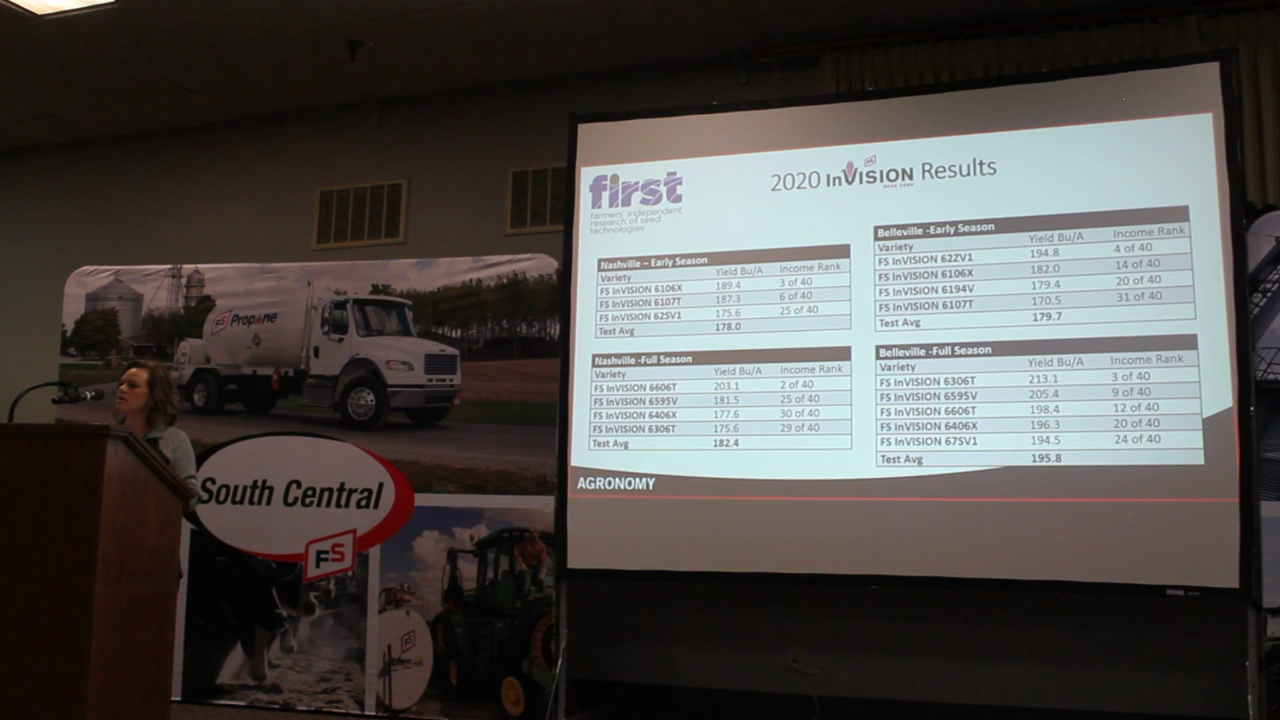 FS Propane
South Central
FS
first
farmers' independent
research of seed
technologies
2020 InVISION Results
Nashville – Early Season
Variety Yield Bu/A Income Rank
FS InVISION 6106X 189.4 3 of 40
FS InVISION 6107T 187.3 6 of 40
FS InVISION 62SV1 175.6 25 of 40
Test Avg 178.0
Nashville -Full Season
Variety Yield Bu/A Income Rank
FS InVISION 6606T 203.1 2 of 40
FS InVISION 6595V 181.5 25 of 40
FS InVISION 6406X 177.6 30 of 40
FS InVISION 6306T 175.6 29 of 40
Test Avg 182.4
Belleville -Early Season
Variety Yield Bu/A Income Rank
FS InVISION 62ZV1 194.8 4 of 40
FS InVISION 6106X 182.0 14 of 40
FS InVISION 6194V 179.4 20 of 40
FS InVISION 6107T 170.5 31 of 40
Test Avg 179.7
Belleville -Full Season
Variety Yield Bu/A Income Rank
FS InVISION 6306T 213.1 3 of 40
FS InVISION 6595V 205.4 9 of 40
FS InVISION 6606T 198.4 12 of 40
FS InVISION 6406X 196.3 20 of 40
FS InVISION 67SV1 194.5 24 of 40
Test Avg 195.8
AGRONOMY